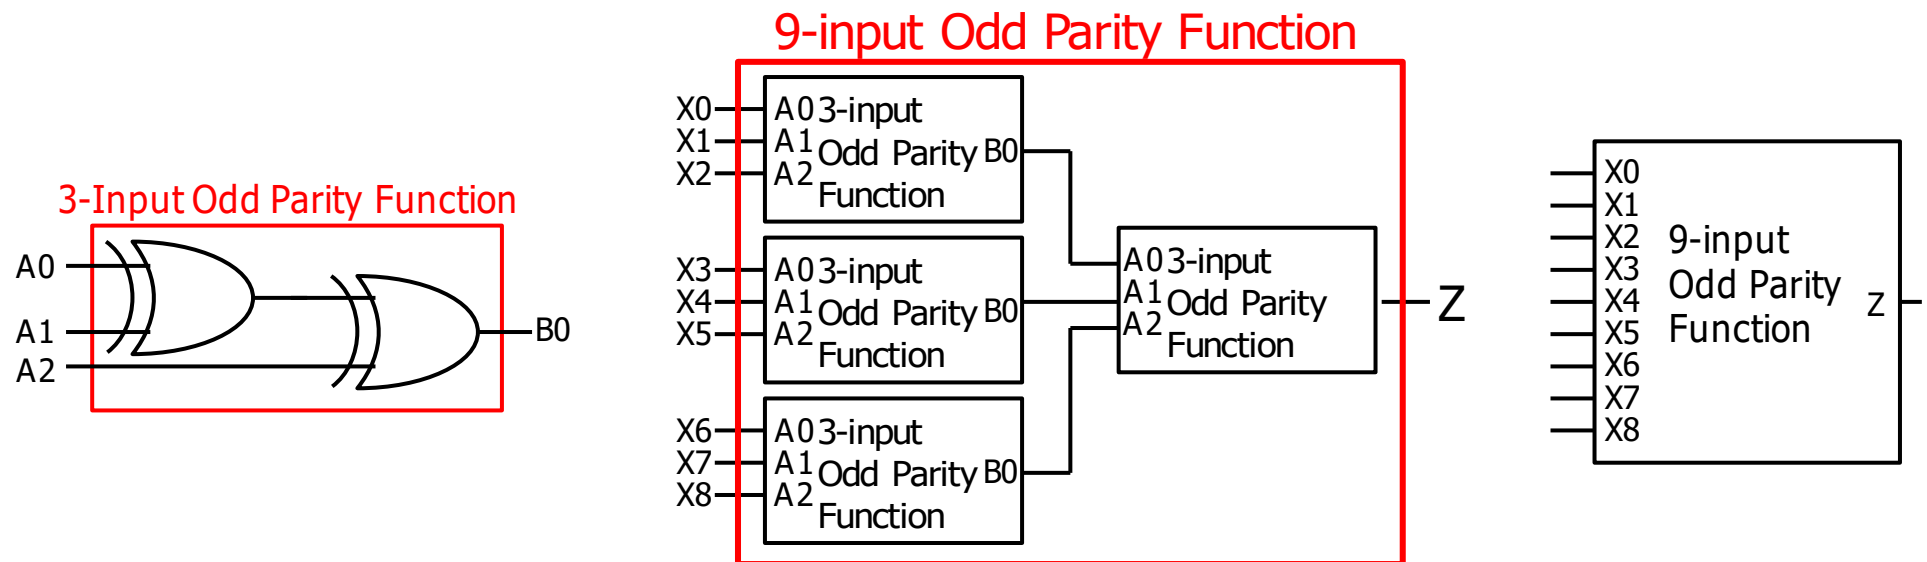 3-Input Odd Parity Function
A0
A1
A2
B0
9-input Odd Parity Function
X0
X1
X2
A0 3-input
A1 Odd Parity B0
A2 Function
X3
X4
X5
A0 3-input
A1 Odd Parity B0
A2 Function
X6
X7
X8
A0 3-input
A1 Odd Parity B0
A2 Function
A0 3-input
A1 Odd Parity
A2 Function
Z
X0
X1
X2
X3
X4
X5
X6
X7
X8
9-input
Odd Parity
Function
Z